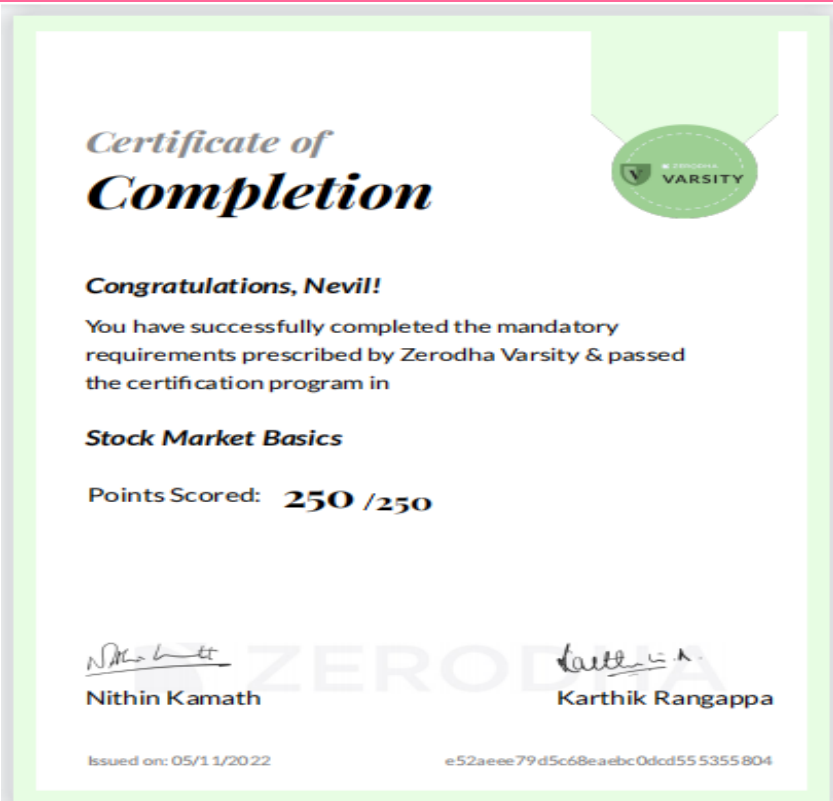 Certificate of
Completion
ZERODHA
VARSITY
Congratulations, Nevil!
You have successfully completed the mandatory
requirements prescribed by Zerodha Varsity & passed
the certification program in
Stock Market Basics
Points Scored: 250 /250
ZERODHA
Nithin Kamath
Karthik Rangappa
Issued on: 05/11/2022
e52aeee79d5c68eaebc0dcd555355804